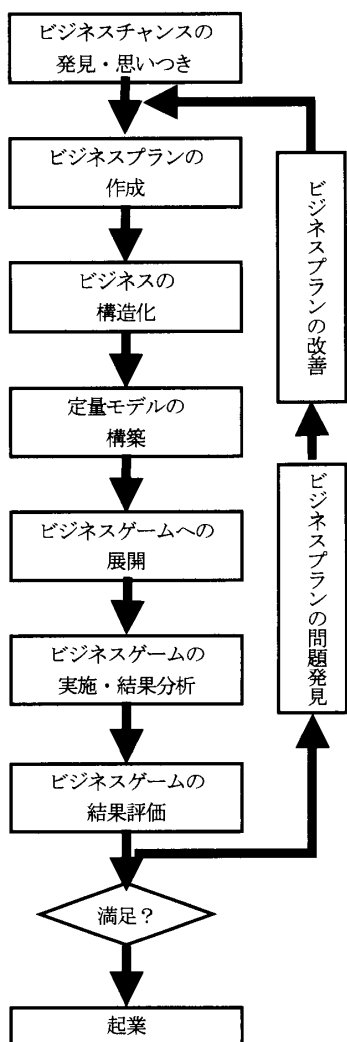 ビジネスチャンスの
発見・思いつき
ビジネスプランの
作成
ビジネスの
構造化
定量モデルの
構築
ビジネスゲームへの
展開
ビジネスゲームの
実施・結果分析
ビジネスゲームの
結果評価
満足？
起業
ビジネスプランの改善
ビジネスプランの問題発見